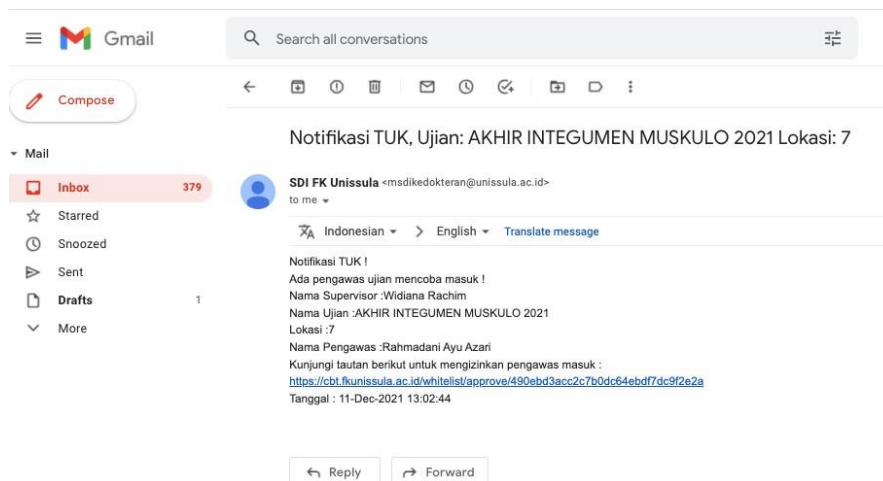 Gmail
Search all conversations
Compose
Mail
Inbox 379
Starred
Snoozed
Sent
Drafts 1
More
Notifikasi TUK, Ujian: AKHIR INTEGUMEN MUSKULO 2021 Lokasi: 7
SDI FK Unissula <msdikedokteran@unissula.ac.id>
to me
Indonesian > English Translate message
Notifikasi TUK !
Ada pengawas ujian mencoba masuk !
Nama Supervisor :Widiana Rachim
Nama Ujian :AKHIR INTEGUMEN MUSKULO 2021
Lokasi :7
Nama Pengawas :Rahmadani Ayu Azari
Kunjungi tautan berikut untuk mengizinkan pengawas masuk :
https://cbt.fkunissula.ac.id/whitelist/approve/490ebd3acc2c7b0dc64ebdf7dc9f2e2a
Tanggal : 11-Dec-2021 13:02:44
Reply
Forward